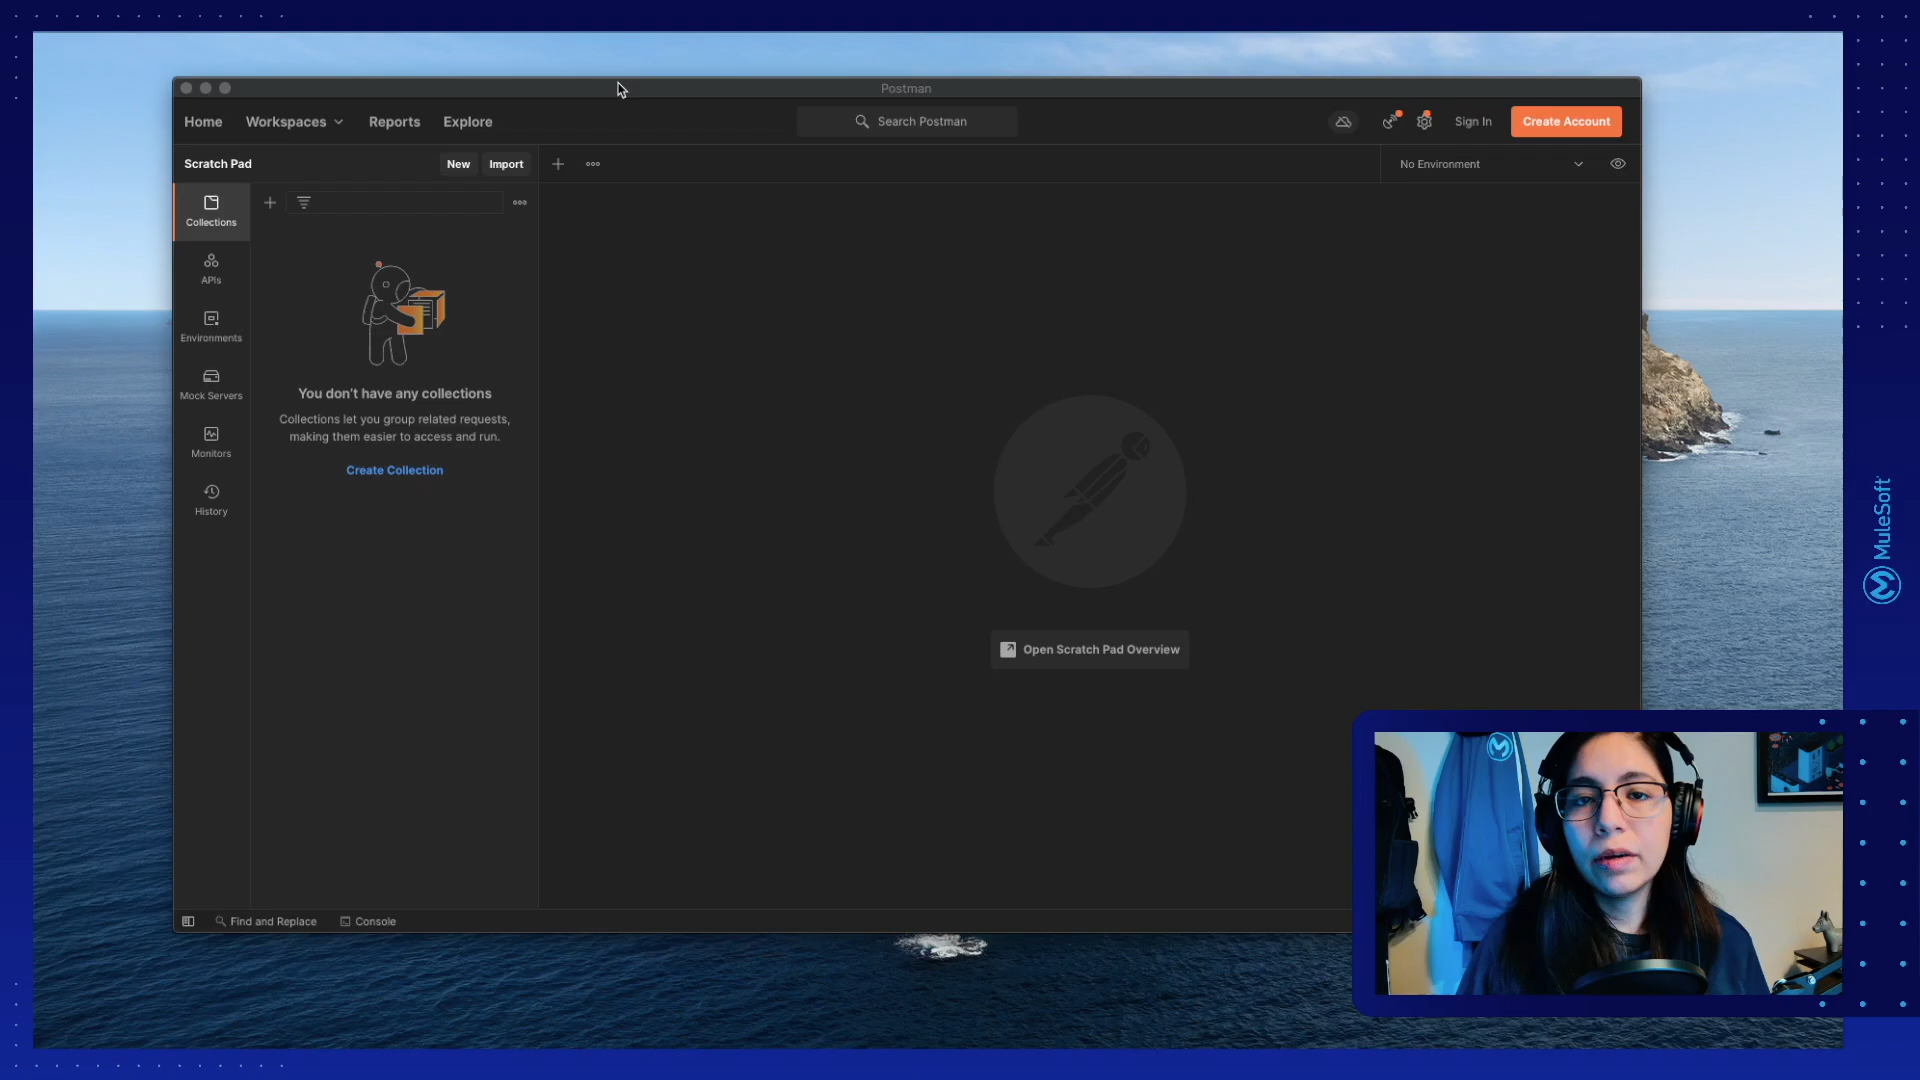 Postman
Home Workspaces Reports Explore Search Postman Sign In Create Account
Scratch Pad New Import No Environment
Collections
APIs
Environments
Mock Servers
Monitors
History
You don't have any collections
Collections let you group related requests,
making them easier to access and run.
Create Collection
Open Scratch Pad Overview
Find and Replace Console
MuleSoft